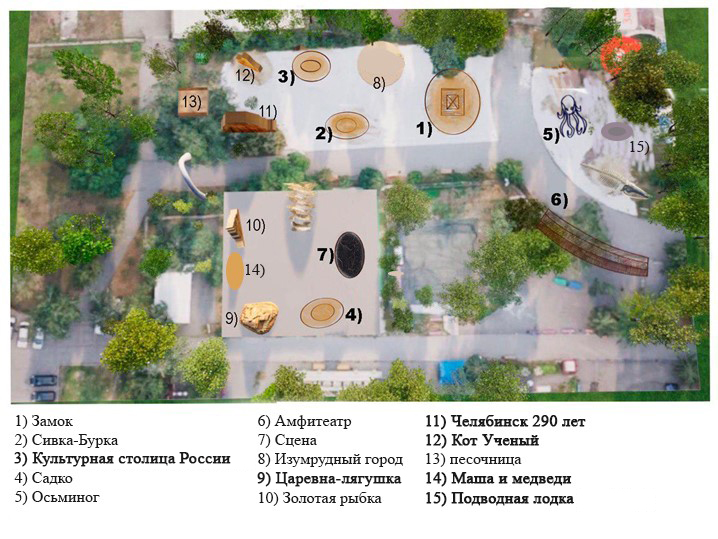 12)
3)
8)
13)
11)
2)
1)
5)
15)
6)
10)
7)
14)
9)
4)
1) Замок
2) Сивка-Бурка
3) Культурная столица России
4) Садко
5) Осьминог
6) Амфитеатр
7) Сцена
8) Изумрудный город
9) Царевна-лягушка
10) Золотая рыбка
11) Челябинск 290 лет
12) Кот Ученый
13) песочница
14) Маша и медведи
15) Подводная лодка